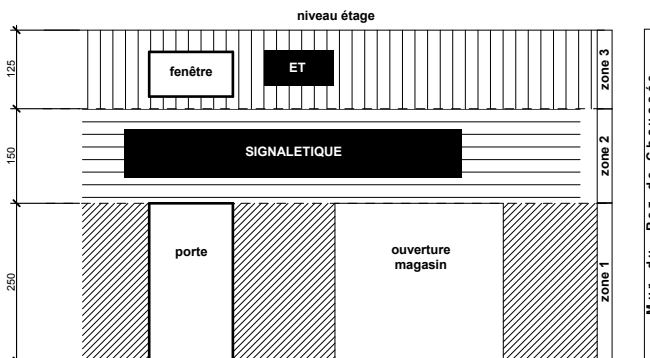 niveau étage
125
fenêtre
ET
zone 3
150
SIGNALETIQUE
zone 2
250
porte
ouverture
magasin
zone 1